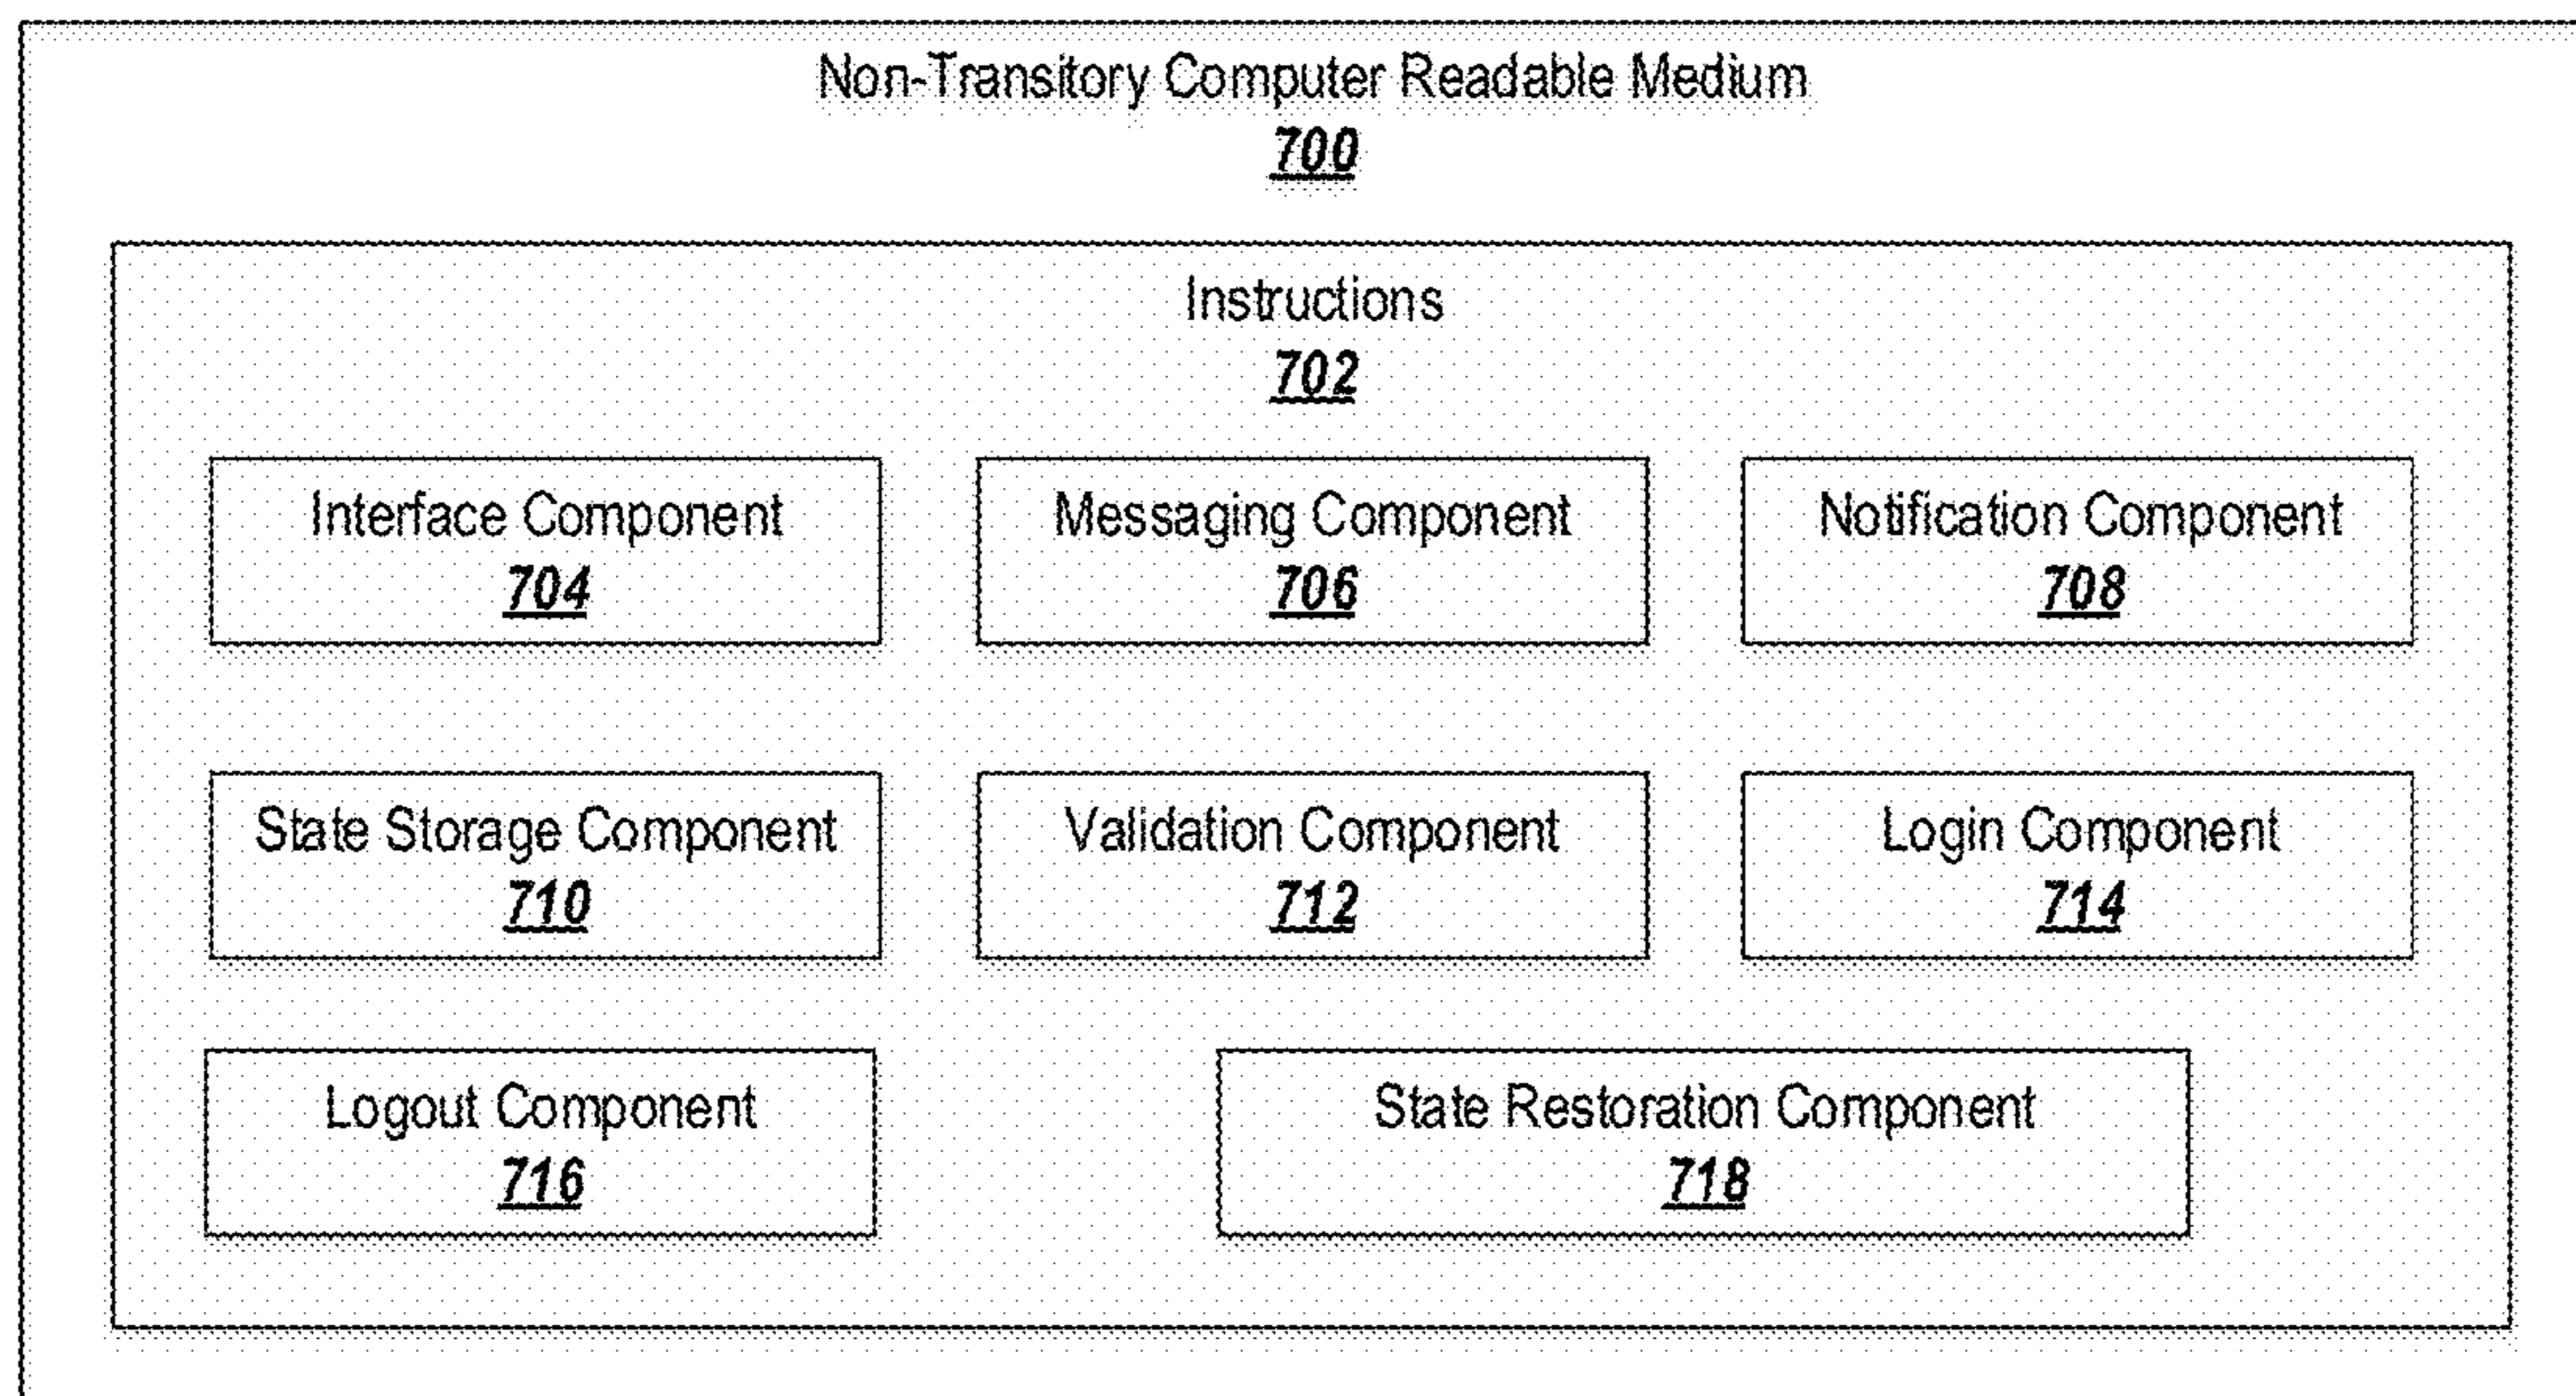 Non-Transitory Computer Readable Medium
700
Instructions
702
Interface Component
704
Messaging Component
706
Notification Component
708
State Storage Component
710
Validation Component
712
Login Component
714
Logout Component
716
State Restoration Component
718